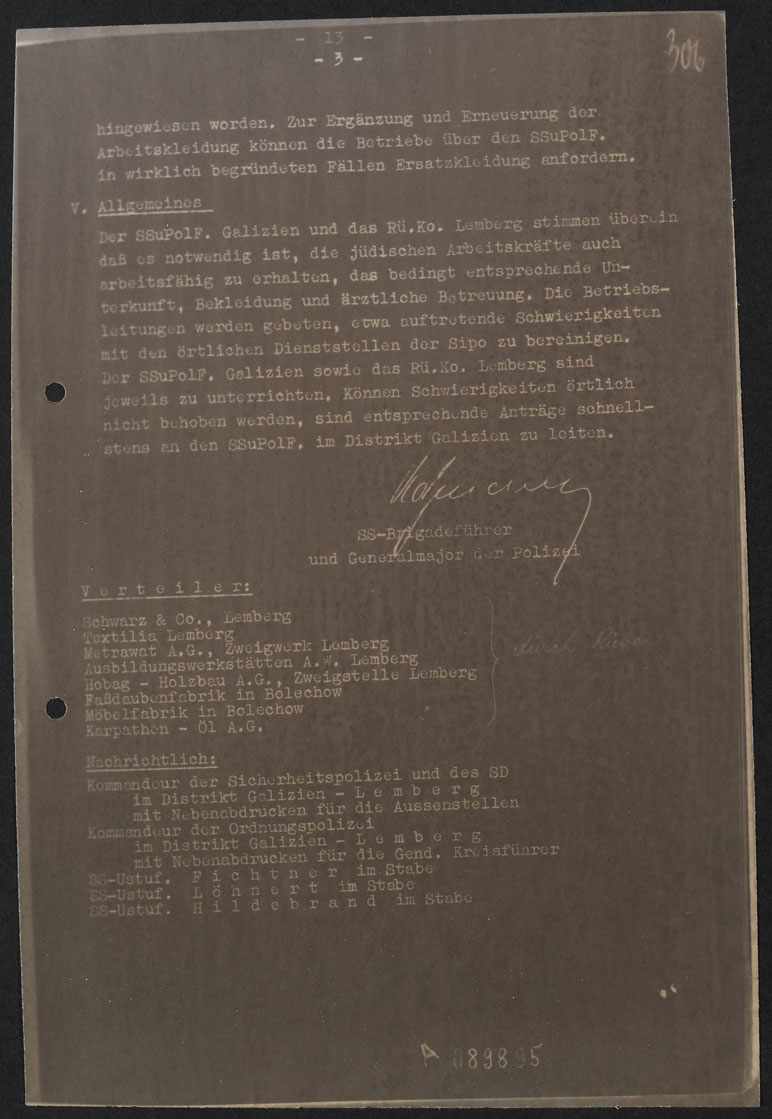 - 13 -
- 3 -
306
hingewiesen worden. Zur Ergänzung und Erneuerung der
Arbeitskleidung können die Betriebe über den SSuPolF.
in wirklich begründeten Fällen Ersatzkleidung anfordern.
V. Allgemeines
Der SSuPolF. Galizien und das Rü.Ko. Lemberg stimmen überein
daß es notwendig ist, die jüdischen Arbeitskräfte auch
arbeitsfähig zu erhalten, das bedingt entsprechende Un-
terkunft, Bekleidung und ärztliche Betreuung. Die Betriebs-
leitungen werden gebeten, etwa auftretende Schwierigkeiten
mit den örtlichen Dienststellen der Sipo zu bereinigen.
Der SSuPolF. Galizien sowie das Rü.Ko. Lemberg sind
jeweils zu unterrichten. Können Schwierigkeiten örtlich
nicht behoben werden, sind entsprechende Anträge schnell-
stens an den SSuPolF. im Distrikt Galizien zu leiten.
SS-Brigadeführer
und Generalmajor der Polizei
V e r t e i l e r:
Schwarz & Co., Lemberg
Textilia Lemberg
Metrawat A.G., Zweigwerk Lemberg
Ausbildungswerkstätten A.W. Lemberg
Hobag - Holzbau A.G., Zweigstelle Lemberg
Faßdaubenfabrik in Bolechow
Möbelfabrik in Bolechow
Karpathen - Öl A.G.
durch
Nachrichtlich:
Kommandeur der Sicherheitspolizei und des SD
im Distrikt Galizien - L e m b e r g
mit Nebenabdrucken für die Aussenstellen
Kommandeur der Ordnungspolizei
im Distrikt Galizien - L e m b e r g
mit Nebenabdrucken für die Gend. Kreisführer
SS-Ustuf. F i c h t n e r im Stabe
SS-Ustuf. L ö h n e r t im Stabe
SS-Ustuf. H i l d e b r a n d im Stabe
A 089895